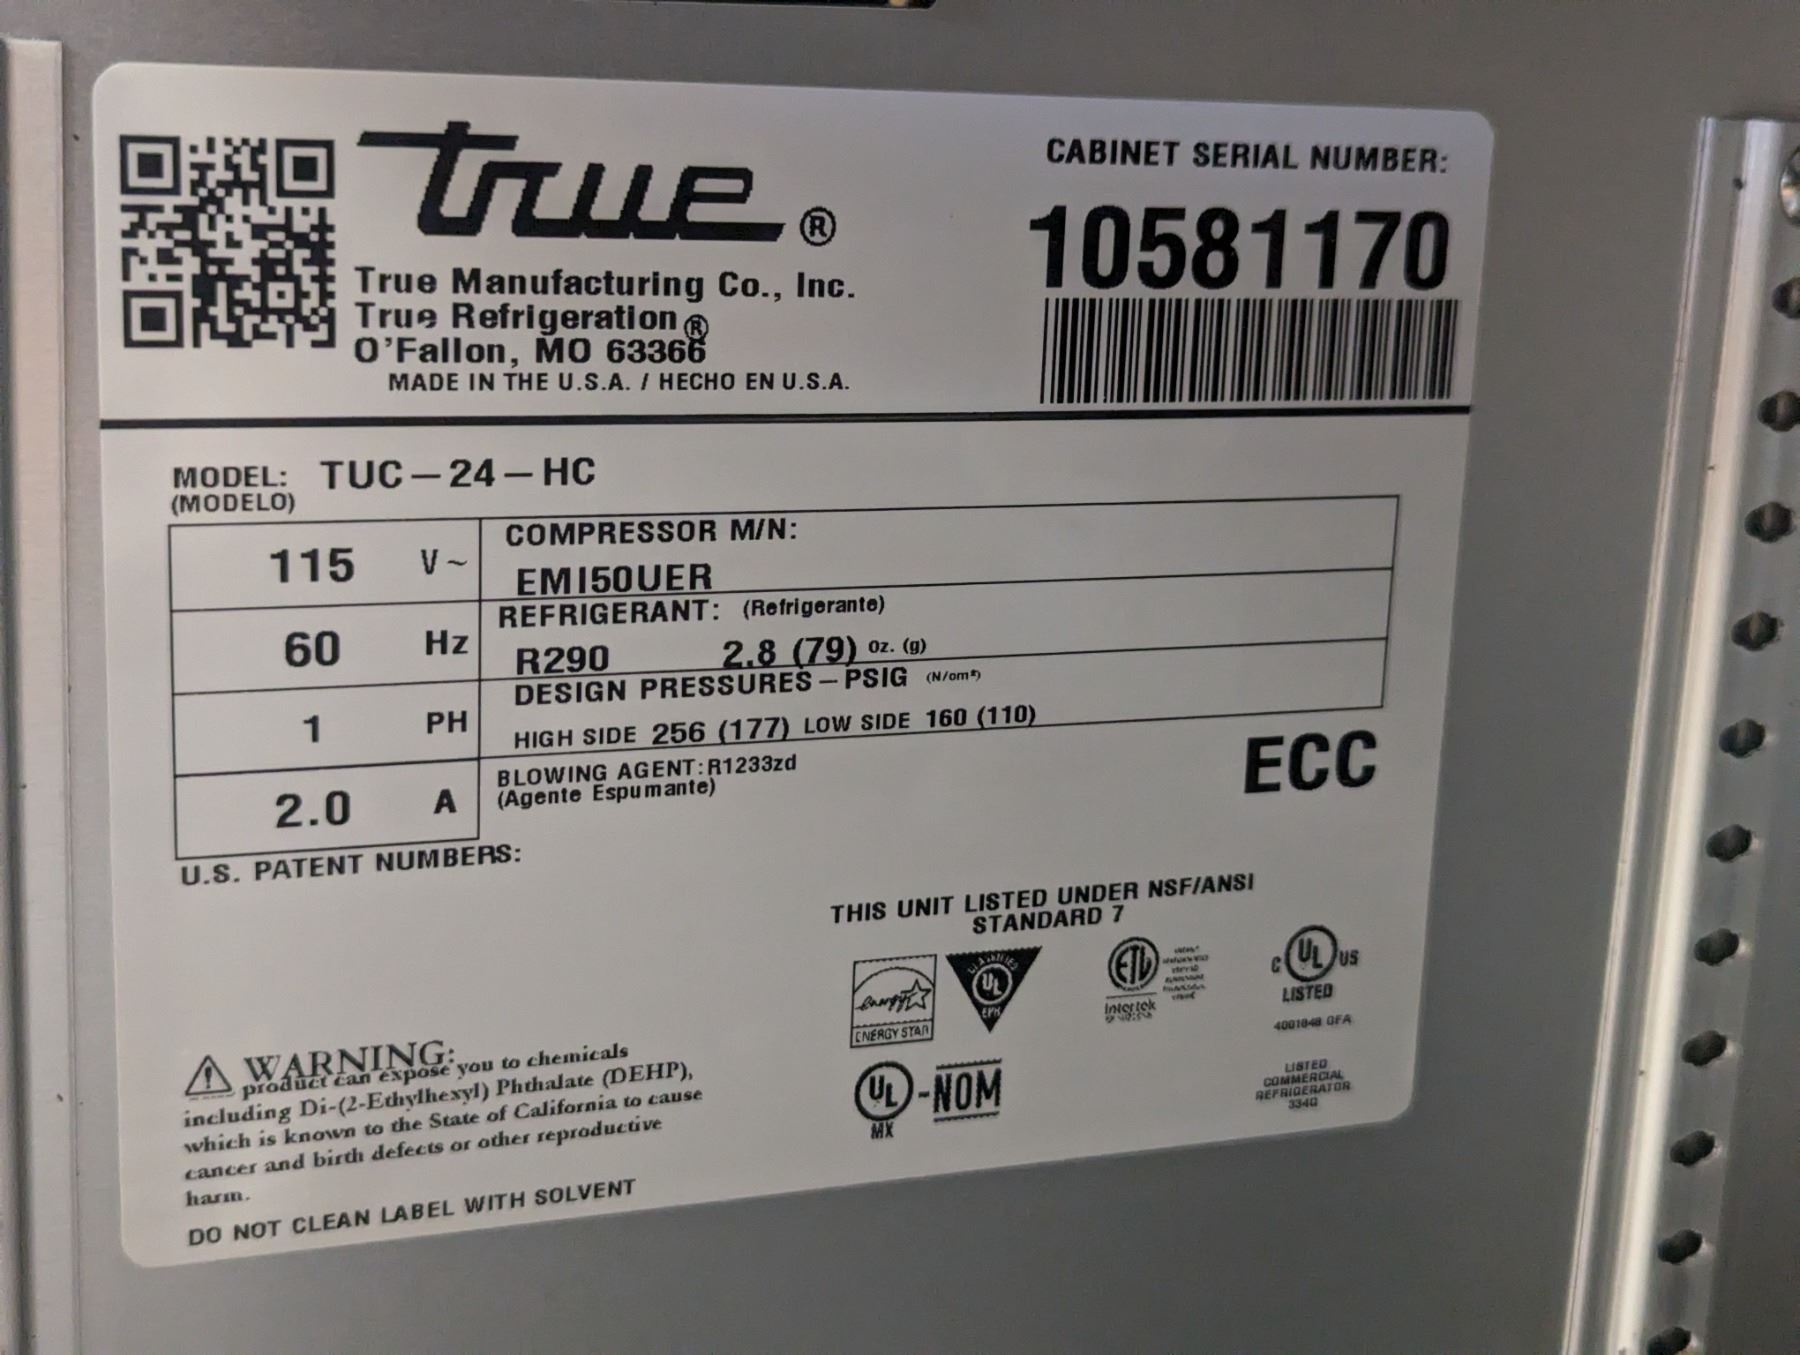 true®
CABINET SERIAL NUMBER:
10581170
True Manufacturing Co., Inc.
True Refrigeration®
O'Fallon, MO 63366
MADE IN THE U.S.A. / HECHO EN U.S.A.
MODEL: TUC-24-HC
(MODELO)
115 V~
60 Hz
1 PH
2.0 A
COMPRESSOR M/N:
EMI50UER
REFRIGERANT: (Refrigerante)
R290 2.8 (79) oz. (g)
DESIGN PRESSURES - PSIG (N/cm²)
HIGH SIDE 256 (177) LOW SIDE 160 (110)
BLOWING AGENT: R1233zd
(Agente Espumante)
ECC
U.S. PATENT NUMBERS:
THIS UNIT LISTED UNDER NSF/ANSI
STANDARD 7
energy
ENERGY STAR
CLASSIFIED
UL
EPH
ETL
Intertek
C UL US
LISTED
UL-NOM
MX
LISTED
COMMERCIAL
REFRIGERATOR
⚠ WARNING:
product can expose you to chemicals
including Di-(2-Ethylhexyl) Phthalate (DEHP),
which is known to the State of California to cause
cancer and birth defects or other reproductive
harm.
DO NOT CLEAN LABEL WITH SOLVENT